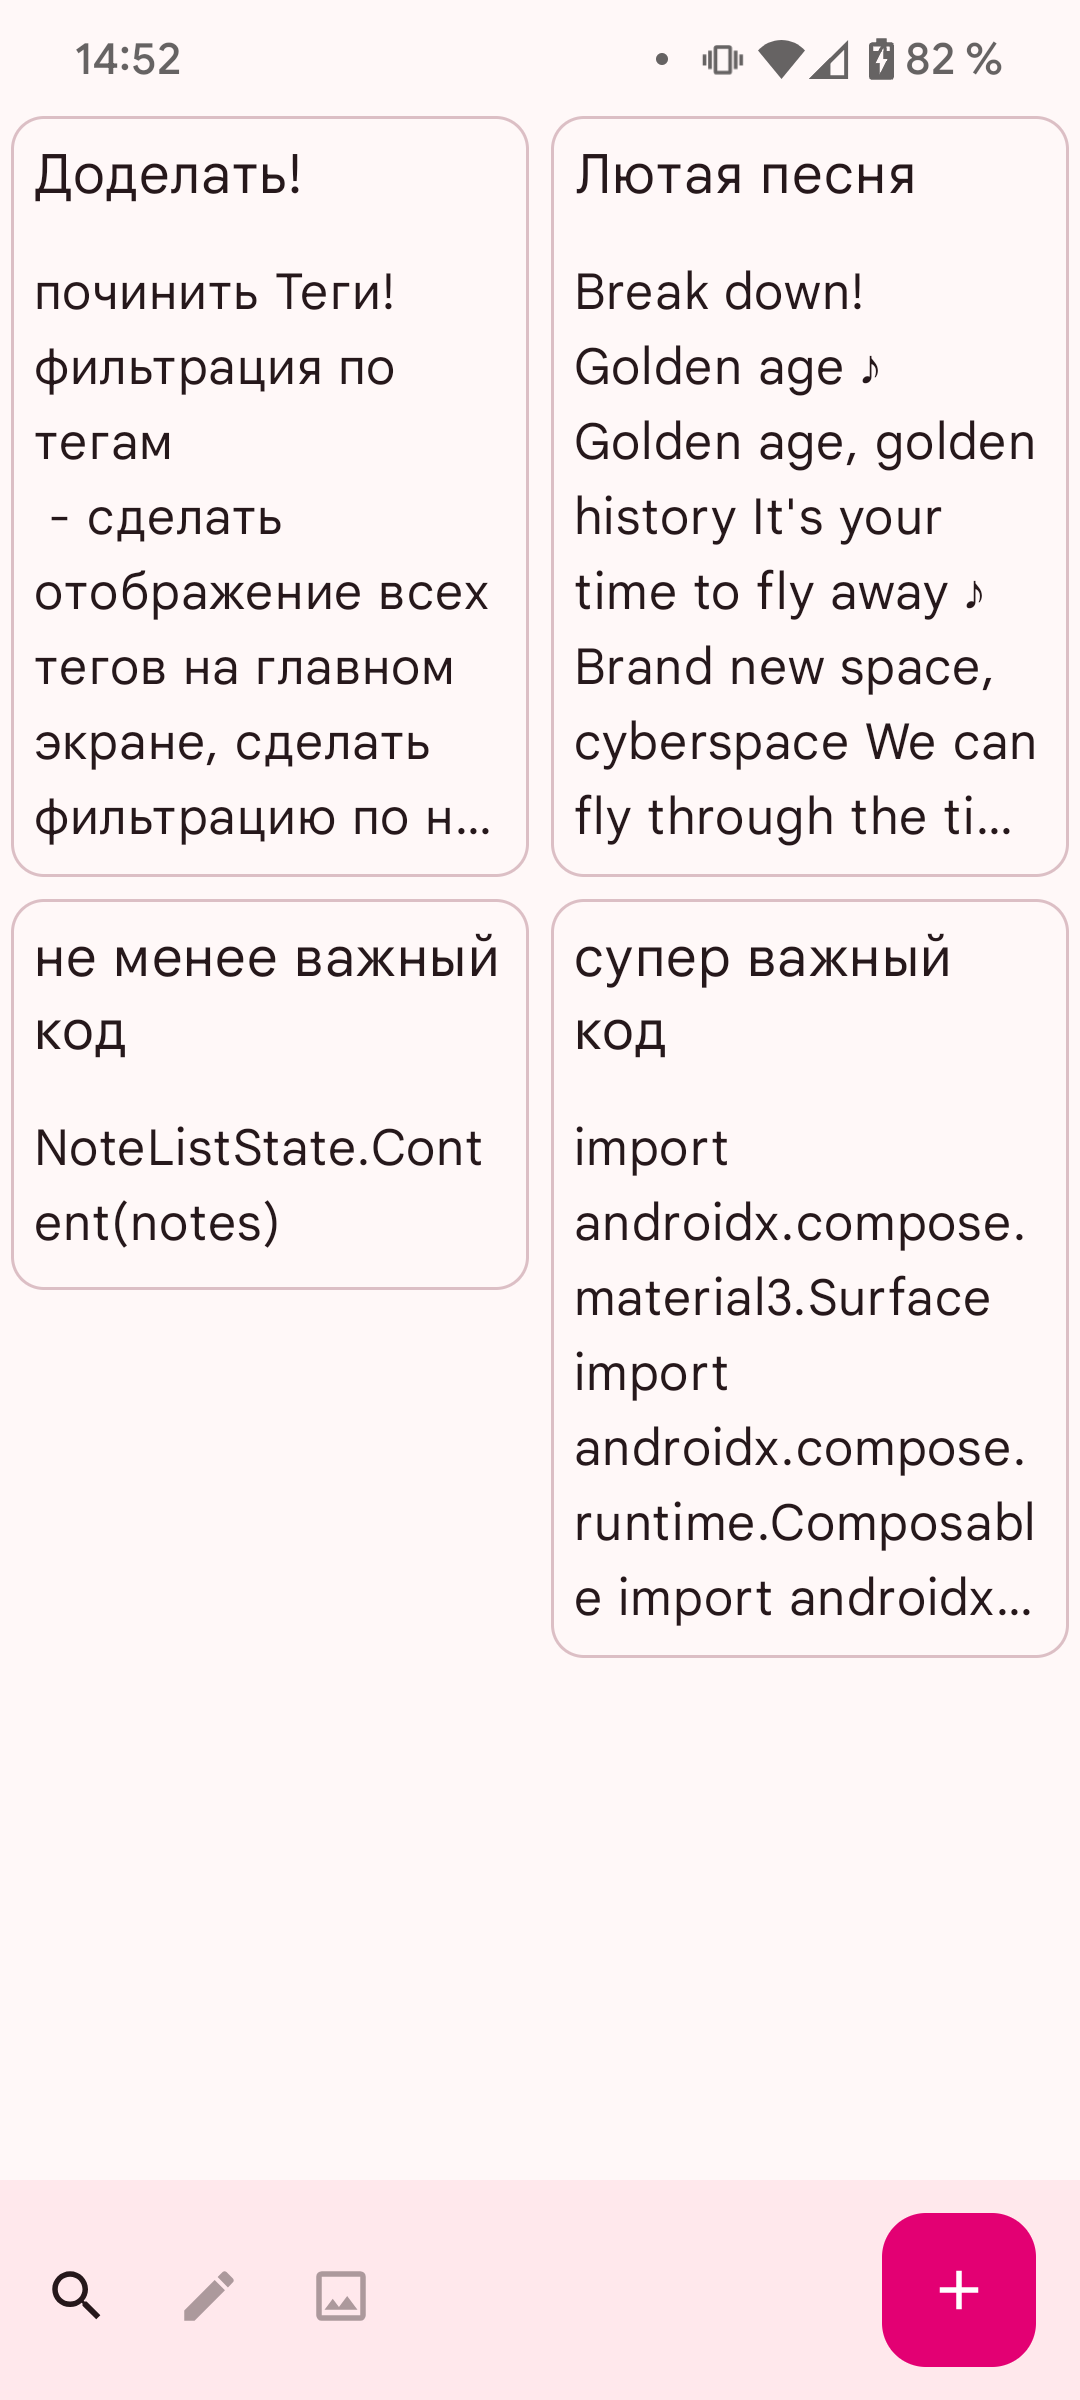 14:52
82 %
Доделать!
починить Теги!
фильтрация по
тегам
- сделать
отображение всех
тегов на главном
экране, сделать
фильтрацию по н...
Лютая песня
Break down!
Golden age ♪
Golden age, golden
history It's your
time to fly away ♪
Brand new space,
cyberspace We can
fly through the ti...
не менее важный
код
NoteListState.Cont
ent(notes)
супер важный
код
import
androidx.compose.
material3.Surface
import
androidx.compose.
runtime.Composabl
e import androidx...